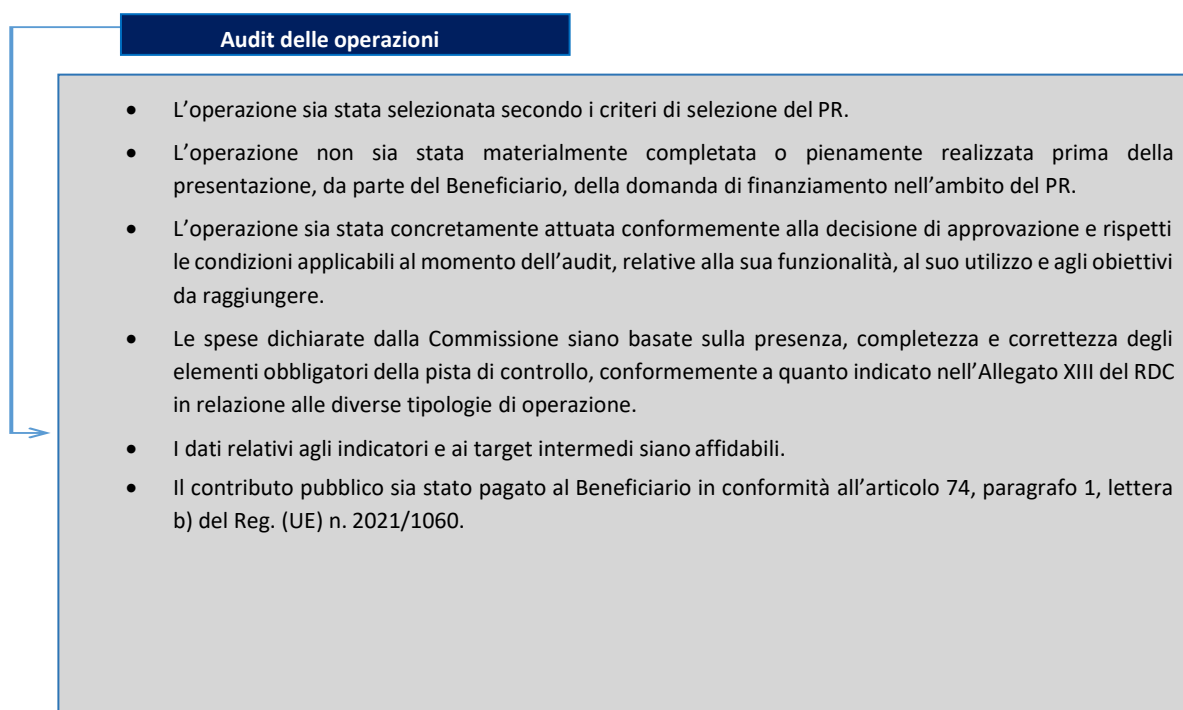 Audit delle operazioni
• L’operazione sia stata selezionata secondo i criteri di selezione del PR.
• L’operazione non sia stata materialmente completata o pienamente realizzata prima della
presentazione, da parte del Beneficiario, della domanda di finanziamento nell’ambito del PR.
• L’operazione sia stata concretamente attuata conformemente alla decisione di approvazione e rispetti
le condizioni applicabili al momento dell’audit, relative alla sua funzionalità, al suo utilizzo e agli obiettivi
da raggiungere.
• Le spese dichiarate dalla Commissione siano basate sulla presenza, completezza e correttezza degli
elementi obbligatori della pista di controllo, conformemente a quanto indicato nell’Allegato XIII del RDC
in relazione alle diverse tipologie di operazione.
• I dati relativi agli indicatori e ai target intermedi siano affidabili.
• Il contributo pubblico sia stato pagato al Beneficiario in conformità all’articolo 74, paragrafo 1, lettera
b) del Reg. (UE) n. 2021/1060.